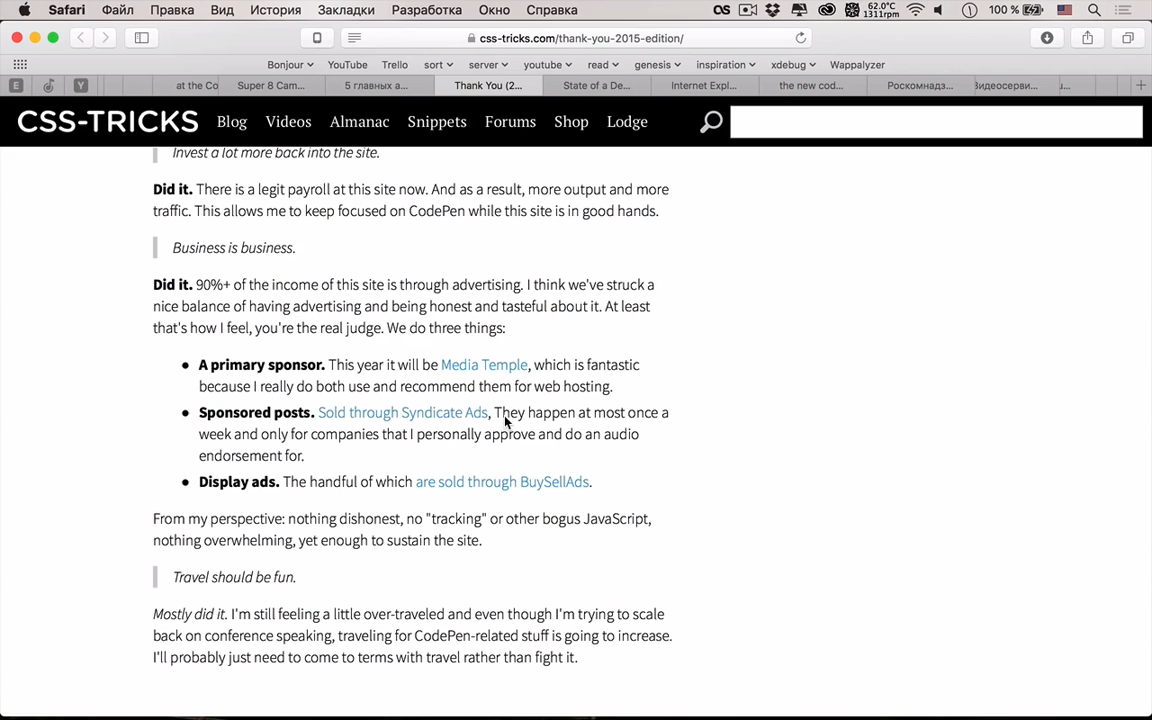 Safari Файл Правка Вид История Закладки Разработка Окно Справка OS 62.0°C 1311rpm 100 %
css-tricks.com/thank-you-2015-edition/
Bonjour YouTube Trello sort server youtube read genesis inspiration xdebug Wappalyzer
E Y at the Co Super 8 Cam... 5 главных а... Thank You (2... State of a De... Internet Expl... the new cod... Роскомнадз... Видеосерви...
CSS-TRICKS Blog Videos Almanac Snippets Forums Shop Lodge
Invest a lot more back into the site.
Did it. There is a legit payroll at this site now. And as a result, more output and more
traffic. This allows me to keep focused on CodePen while this site is in good hands.
Business is business.
Did it. 90%+ of the income of this site is through advertising. I think we've struck a
nice balance of having advertising and being honest and tasteful about it. At least
that's how I feel, you're the real judge. We do three things:
● A primary sponsor. This year it will be Media Temple, which is fantastic
because I really do both use and recommend them for web hosting.
● Sponsored posts. Sold through Syndicate Ads, They happen at most once a
week and only for companies that I personally approve and do an audio
endorsement for.
● Display ads. The handful of which are sold through BuySellAds.
From my perspective: nothing dishonest, no "tracking" or other bogus JavaScript,
nothing overwhelming, yet enough to sustain the site.
Travel should be fun.
Mostly did it. I'm still feeling a little over-traveled and even though I'm trying to scale
back on conference speaking, traveling for CodePen-related stuff is going to increase.
I'll probably just need to come to terms with travel rather than fight it.